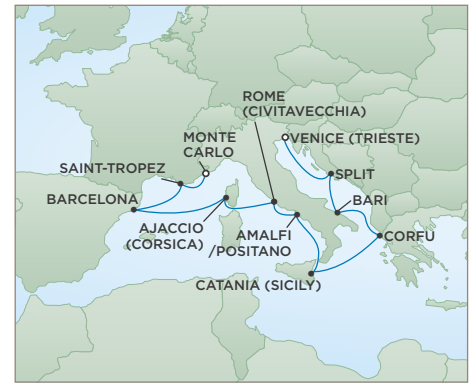 ROME
(CIVITAVECCHIA)
MONTE
CARLO
VENICE (TRIESTE)
SAINT-TROPEZ
SPLIT
BARCELONA
BARI
AJACCIO
(CORSICA)
AMALFI
/POSITANO
CORFU
CATANIA (SICILY)